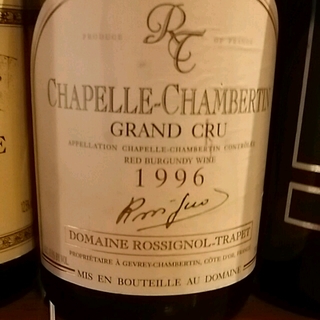 RT
PRODUCE OF FRANCE
CHAPELLE-CHAMBERTIN
GRAND CRU
APPELLATION CHAPELLE-CHAMBERTIN CONTRÔLÉE
RED BURGUNDY WINE
1996
DOMAINE ROSSIGNOL-TRAPET
PROPRIÉTAIRE À GEVREY-CHAMBERTIN, CÔTE-D'OR, FRANCE
MIS EN BOUTEILLE AU DOMAINE